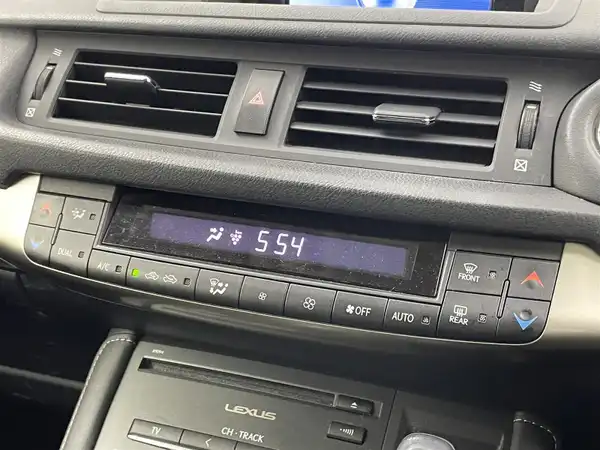 554
FRONT
DUAL
A/C
OFF
AUTO
REAR
LEXUS
TV
CH · TRACK